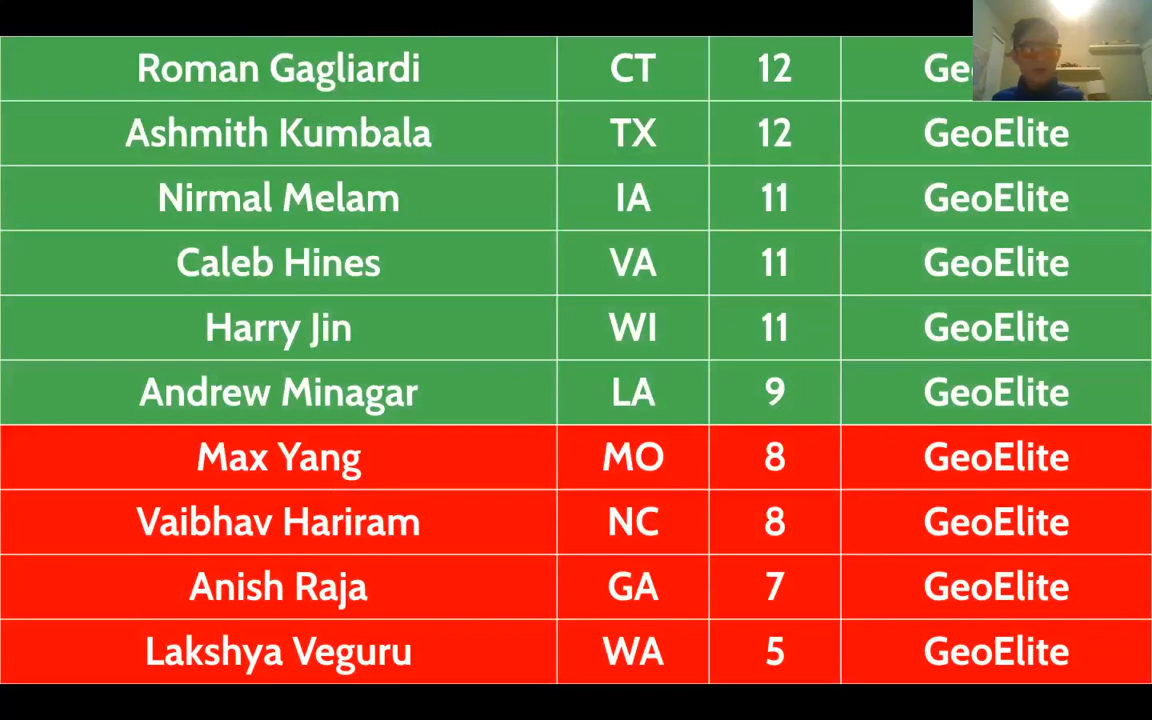 Roman Gagliardi CT 12
Ashmith Kumbala TX 12 GeoElite
Nirmal Melam IA 11 GeoElite
Caleb Hines VA 11 GeoElite
Harry Jin WI 11 GeoElite
Andrew Minagar LA 9 GeoElite
Max Yang MO 8 GeoElite
Vaibhav Hariram NC 8 GeoElite
Anish Raja GA 7 GeoElite
Lakshya Veguru WA 5 GeoElite